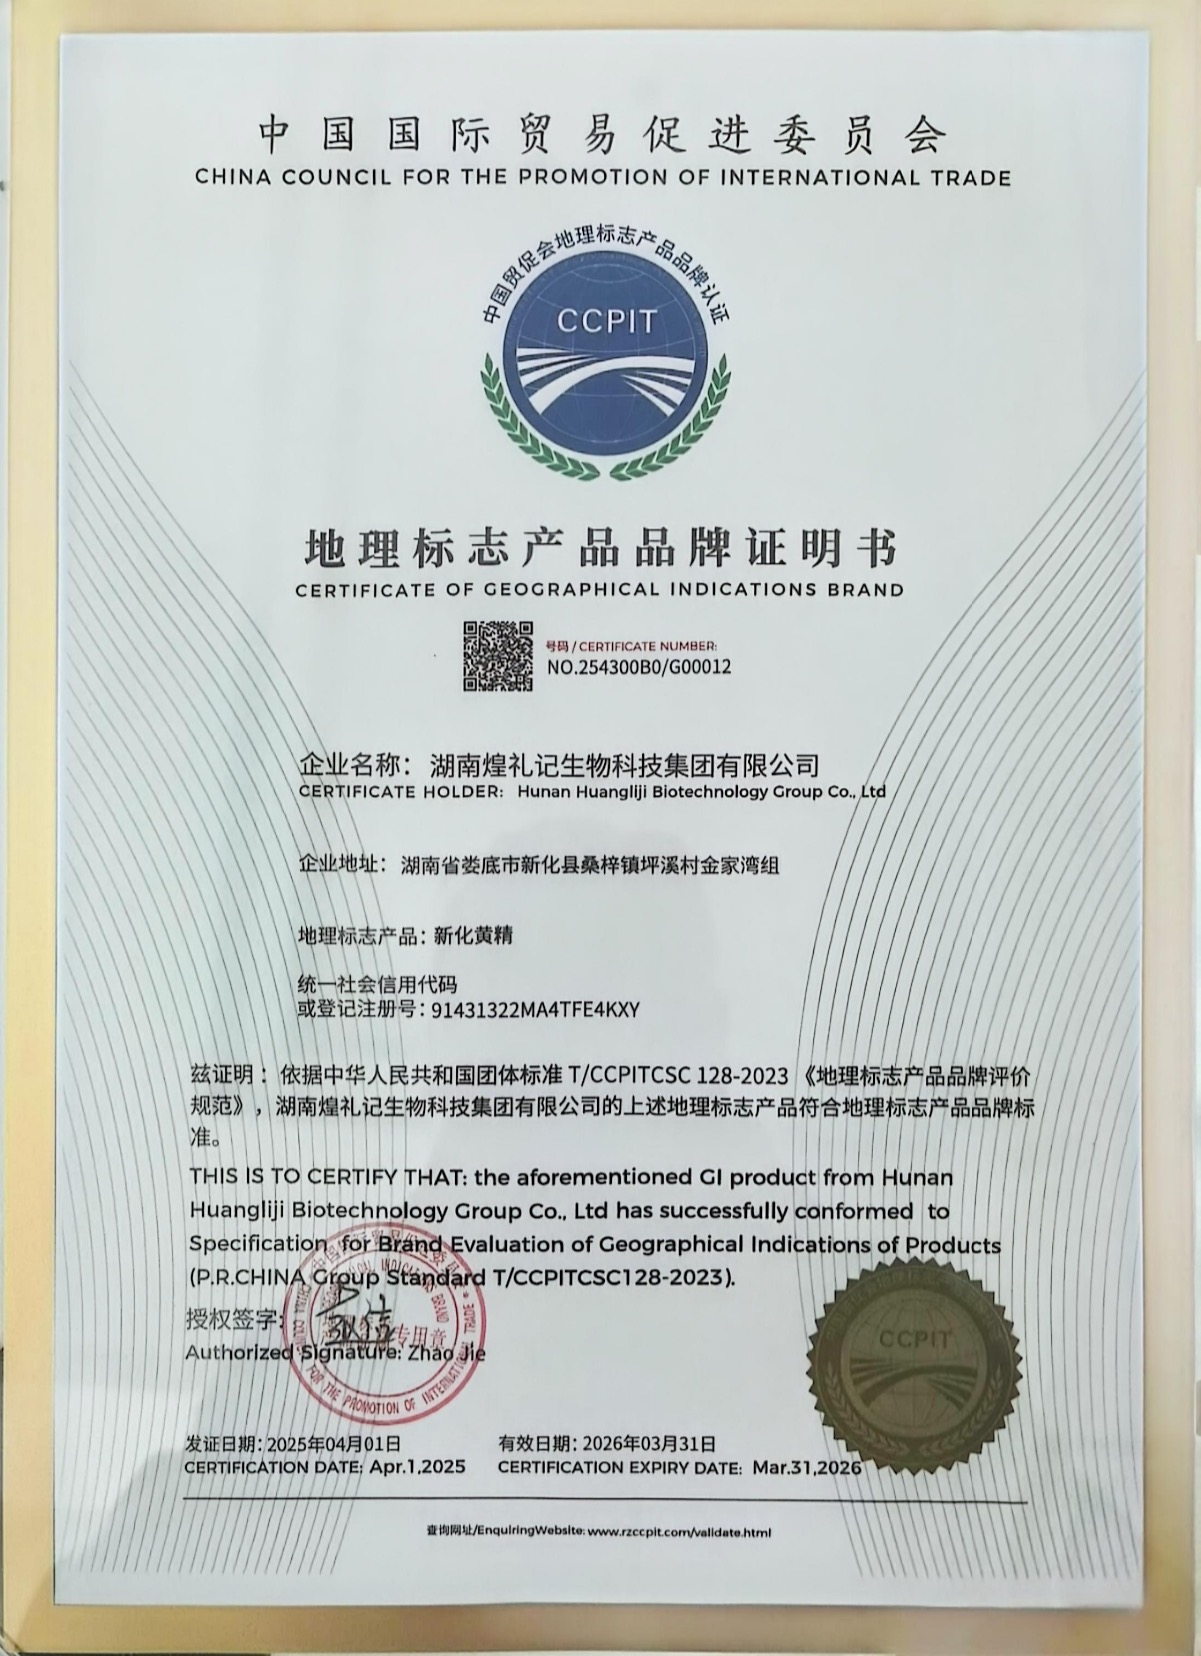 中国国际贸易促进委员会
CHINA COUNCIL FOR THE PROMOTION OF INTERNATIONAL TRADE
中国贸促会地理标志产品品牌认证
CCPIT
地理标志产品品牌证明书
CERTIFICATE OF GEOGRAPHICAL INDICATIONS BRAND
号码 / CERTIFICATE NUMBER:
NO.254300B0/G00012
企业名称： 湖南煌礼记生物科技集团有限公司
CERTIFICATE HOLDER: Hunan Huangliji Biotechnology Group Co., Ltd
企业地址： 湖南省娄底市新化县桑梓镇坪溪村金家湾组
地理标志产品：新化黄精
统一社会信用代码
或登记注册号：91431322MA4TFE4KXY
兹证明：依据中华人民共和国团体标准 T/CCPITCSC 128-2023 《地理标志产品品牌评价
规范》，湖南煌礼记生物科技集团有限公司的上述地理标志产品符合地理标志产品品牌标
准。
THIS IS TO CERTIFY THAT: the aforementioned GI product from Hunan
Huangliji Biotechnology Group Co., Ltd has successfully conformed to
Specification for Brand Evaluation of Geographical Indications of Products
(P.R.CHINA Group Standard T/CCPITCSC128-2023).
授权签字:
Authorized Signature: Zhao Jie
专用章
FOR THE PROMOTION OF INTERNATIONAL TRADE
CCPIT
发证日期：2025年04月01日
有效日期：2026年03月31日
CERTIFICATION DATE: Apr.1,2025
CERTIFICATION EXPIRY DATE: Mar.31,2026
查询网址/EnquiringWebsite: www.rzccpit.com/validate.html